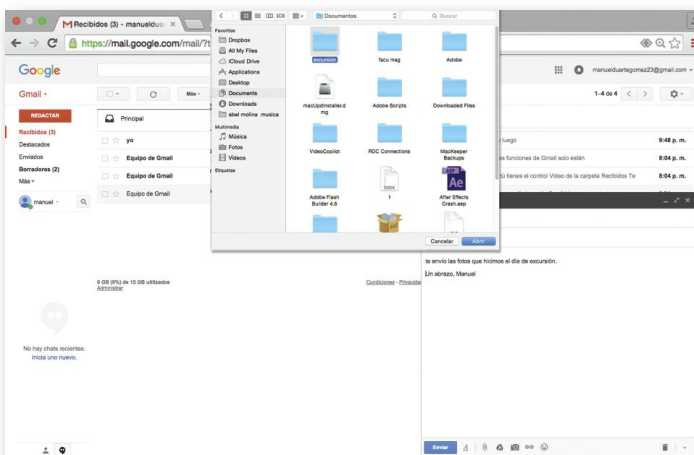 Recibidos (3) - manuelduar
Documentos
Buscar
https://mail.google.com/mail/?t
Google
manuelduartegomez23@gmail.com
Gmail
Más
1–4 de 4
REDACTAR
Recibidos (3)
Destacados
Enviados
Borradores (2)
Más
manuel
Principal
yo
luego
9:48 p. m.
Equipo de Gmail
s funciones de Gmail solo están
8:04 p. m.
Equipo de Gmail
tú tienes el control Video de la carpeta Recibidos Te
8:04 p. m.
Equipo de Gmail
Favoritos
Dropbox
All My Files
iCloud Drive
Applications
Desktop
Documents
Downloads
abel molina musica
Multimedia
Música
Fotos
Vídeos
Etiquetas
excursion
facu mag
Adobe
macUpdInstaller.d
mg
Adobe Scripts
Downloaded Files
VideoCopilot
RDC Connections
MacKeeper
Backups
Adobe Flash
Builder 4.6
DOCX
1
AEP
Ae
After Effects
Crash.aep
Cancelar
Abrir
te envío las fotos que hicimos el día de excursión.
Un abrazo, Manuel
0 GB (0%) de 15 GB utilizados
Administrar
Condiciones - Privacida
No hay chats recientes.
Inicia uno nuevo.
Enviar